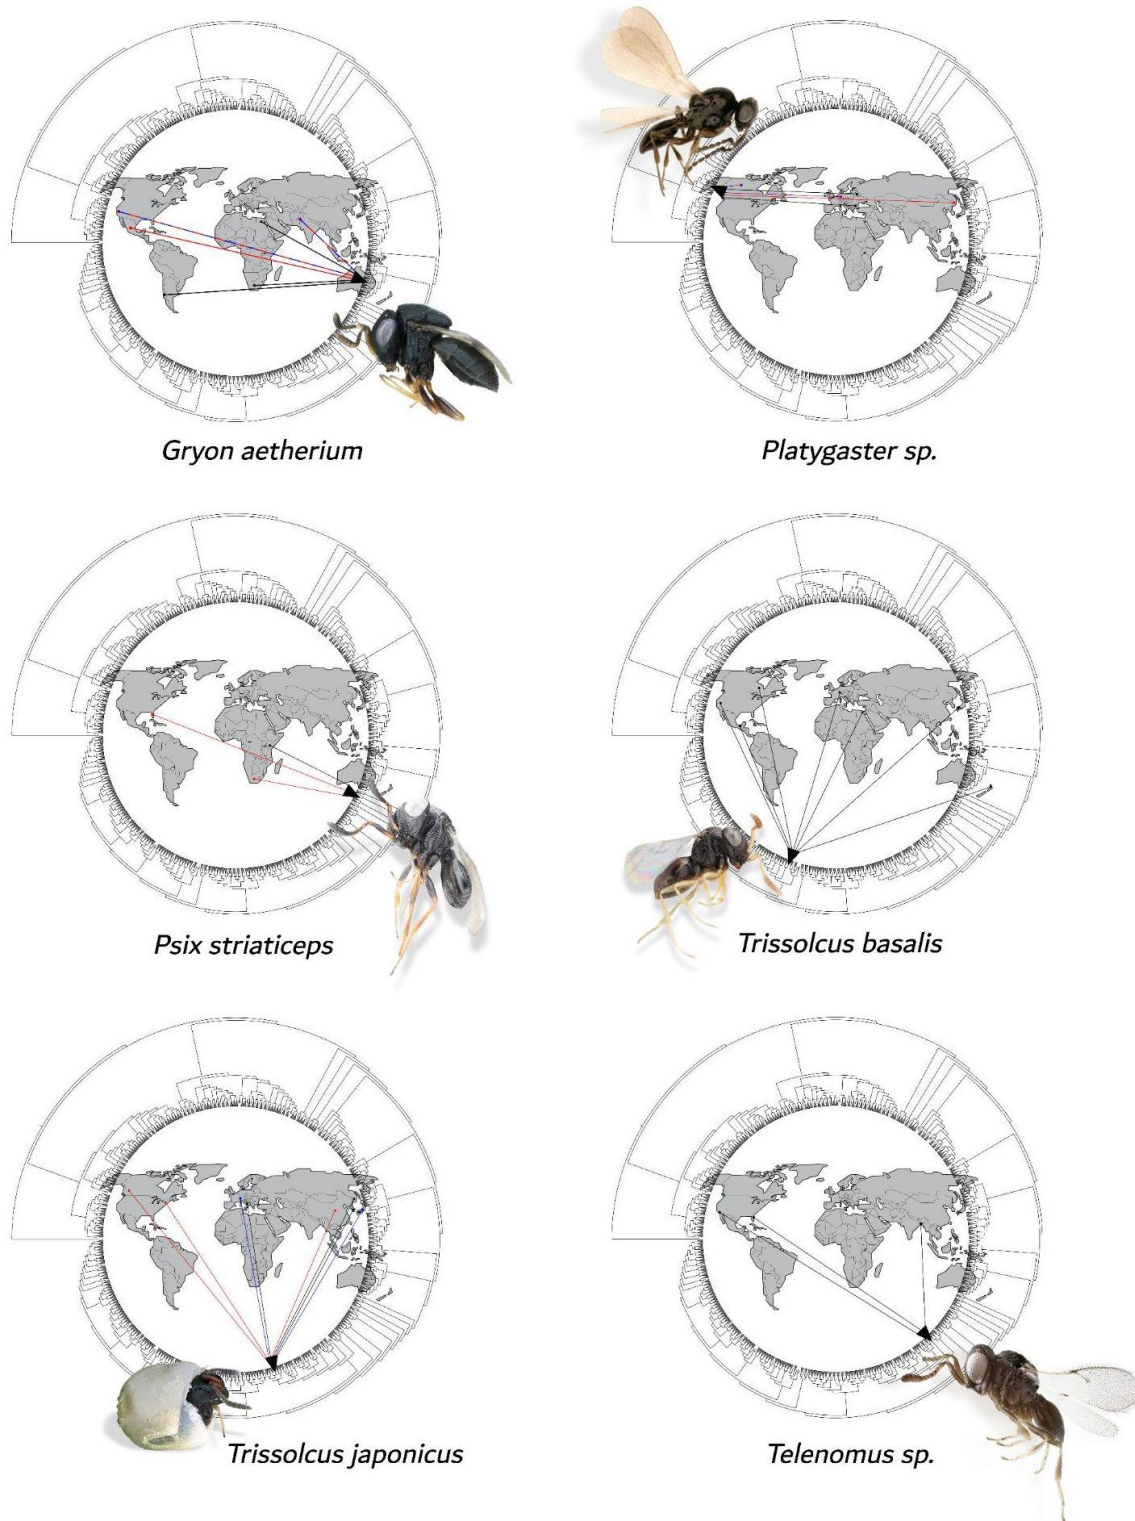 Gryon aetherium
Platygaster sp.
Psix striaticeps
Trissolcus basalis
Trissolcus japonicus
Telenomus sp.